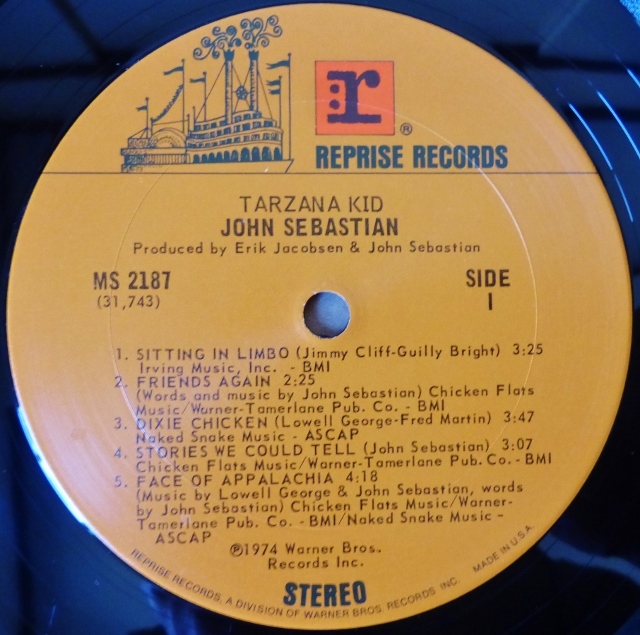 r
®
REPRISE RECORDS
TARZANA KID
JOHN SEBASTIAN
Produced by Erik Jacobsen & John Sebastian
MS 2187
(31,743)
SIDE
1
1. SITTING IN LIMBO (Jimmy Cliff-Guilly Bright) 3:25
Irving Music, Inc. - BMI
2. FRIENDS AGAIN 2:25
(Words and music by John Sebastian) Chicken Flats
Music/Warner-Tamerlane Pub. Co. - BMI
3. DIXIE CHICKEN (Lowell George-Fred Martin) 3:47
Naked Snake Music - ASCAP
4. STORIES WE COULD TELL (John Sebastian) 3:07
Chicken Flats Music/Warner-Tamerlane Pub. Co. - BMI
5. FACE OF APPALACHIA 4:18
(Music by Lowell George & John Sebastian, words
by John Sebastian) Chicken Flats Music/Warner-
Tamerlane Pub. Co. - BMI/Naked Snake Music -
ASCAP
℗1974 Warner Bros.
Records Inc.
STEREO
REPRISE RECORDS, A DIVISION OF WARNER BROS. RECORDS INC. MADE IN U.S.A.